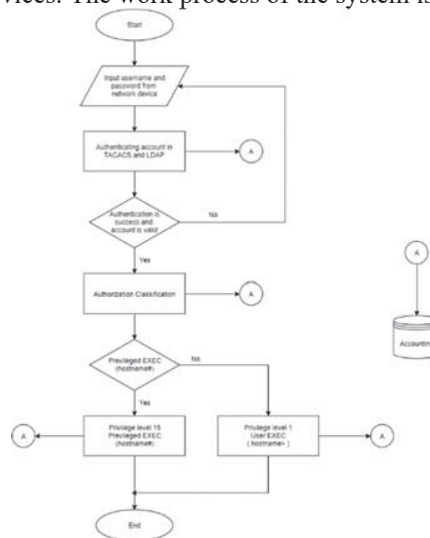 vices. The work process of the system is
Start
Input username and
password from
network device
Authenticating account in
TACACS and LDAP
A
Authentication is
success and
account is valid
No
Yes
A
Authorization Classification
A
Accountin
Previlaged EXEC
(hostname#)
No
Yes
A
Privilege level 15
Previlaged EXEC
(hostname#)
Privilege level 1
User EXEC
( hostname> )
A
End